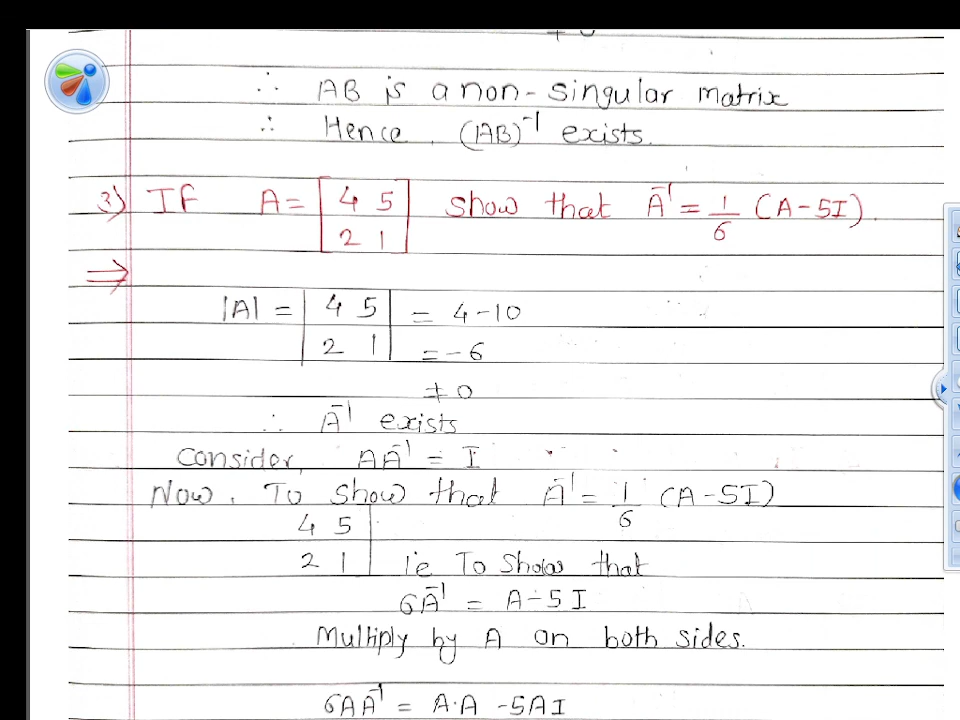 ≠ 0
∴ AB is a non-singular matrix
∴ Hence, (AB)⁻¹ exists.
3) If A = [4 5; 2 1] show that A⁻¹ = 1/6 (A-5I).
⇒
|A| = |4 5; 2 1| = 4-10
= -6
≠ 0
∴ A⁻¹ exists
Consider, AA⁻¹ = I
Now, To show that A⁻¹ = 1/6 (A-5I)
4 5
2 1 | i.e To show that
6A⁻¹ = A-5I
Multiply by A on both sides.
6AA⁻¹ = A·A -5AI